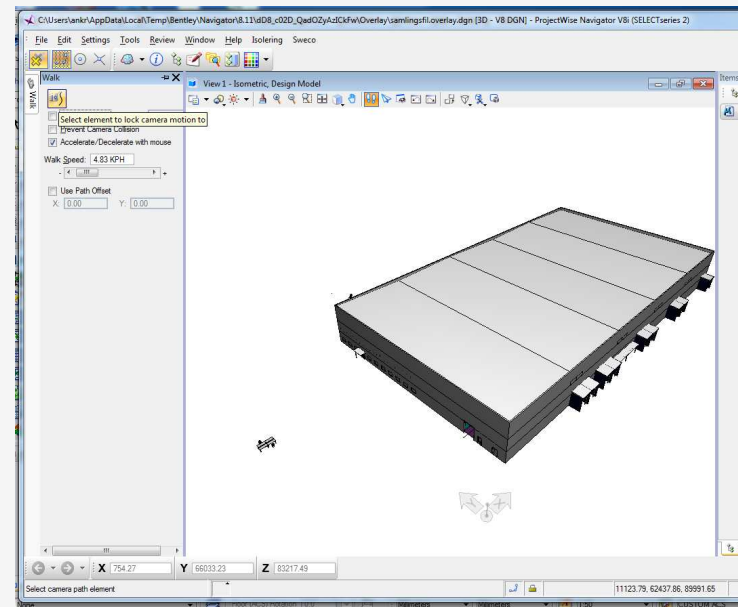 C:\Users\ankr\AppData\Local\Temp\Bentley\Navigator\8.11\dD8_c02D_QadOZyAzICkFw\Overlay\samlingsfil.overlay.dgn [3D - V8 DGN] - ProjectWise Navigator V8i (SELECTseries 2)
File Edit Settings Tools Review Window Help Isolering Sweco
Walk
Walk
View 1 - Isometric, Design Model
Items
Select element to lock camera motion to
Prevent Camera Collision
Accelerate/Decelerate with mouse
Walk Speed: 4.83 KPH
- +
Use Path Offset
X: 0.00 Y: 0.00
X 754.27 Y 66033.23 Z 83217.49
Select camera path element
11123.79, 62437.86, 89991.65